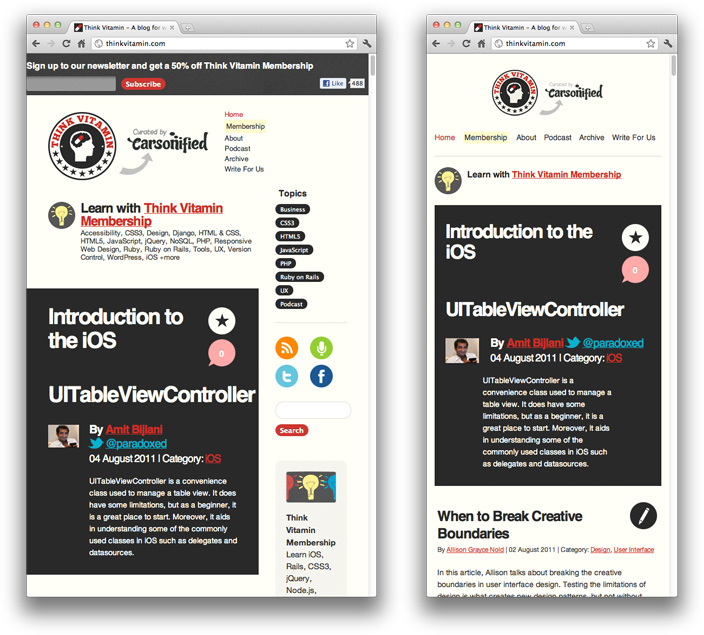 Think Vitamin – A blog for w
thinkvitamin.com
Sign up to our newsletter and get a 50% off Think Vitamin Membership
Subscribe
Like
488
THINK VITAMIN
Curated by
Carsonified
Home
Membership
About
Podcast
Archive
Write For Us
Learn with Think Vitamin
Membership
Accessibility, CSS3, Design, Django, HTML & CSS,
HTML5, JavaScript, jQuery, NoSQL, PHP, Responsive
Web Design, Ruby, Ruby on Rails, Tools, UX, Version
Control, WordPress, iOS +more
Topics
Business
CSS3
HTML5
JavaScript
PHP
Ruby on Rails
UX
Podcast
Introduction to
the iOS
0
UITableViewController
By Amit Bijlani
@paradoxed
04 August 2011 | Category: iOS
UITableViewController is a convenience
class used to manage a table view. It does
have some limitations, but as a beginner, it
is a great place to start. Moreover, it aids
in understanding some of the commonly
used classes in iOS such as delegates and
datasources.
Search
Think
Vitamin
Membership
Learn iOS,
Rails, CSS3,
jQuery,
Node.js,
Think Vitamin – A blog for w
thinkvitamin.com
THINK VITAMIN
Curated by
Carsonified
Home Membership About Podcast Archive Write For Us
Learn with Think Vitamin Membership
Introduction to the
iOS
0
UITableViewController
By Amit Bijlani @paradoxed
04 August 2011 | Category: iOS
UITableViewController is a
convenience class used to manage a
table view. It does have some
limitations, but as a beginner, it is a
great place to start. Moreover, it aids
in understanding some of the
commonly used classes in iOS such
as delegates and datasources.
When to Break Creative
Boundaries
By Allison Grayce Nold | 02 August 2011 | Category: Design, User Interface
In this article, Allison talks about breaking the creative
boundaries in user interface design. Testing the limitations of
design is what creates new design patterns, but not without